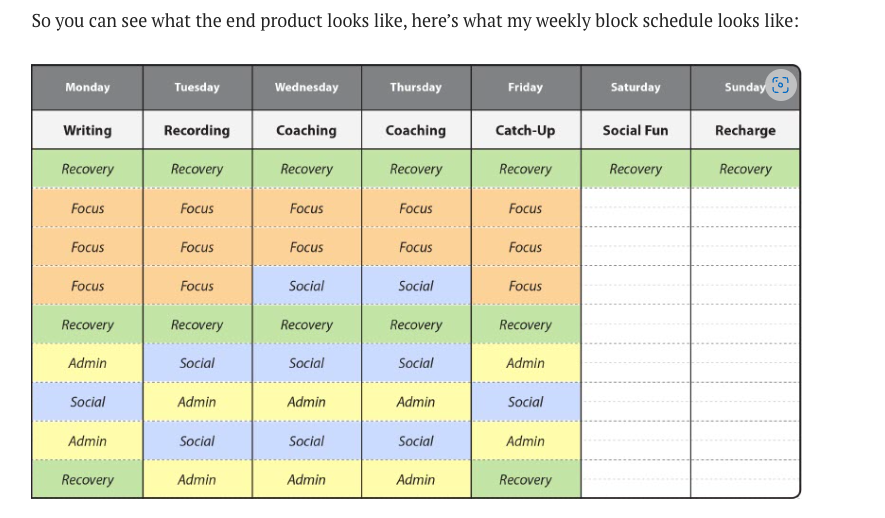 So you can see what the end product looks like, here’s what my weekly block schedule looks like:
Monday Tuesday Wednesday Thursday Friday Saturday Sunday
Writing Recording Coaching Coaching Catch-Up Social Fun Recharge
Recovery Recovery Recovery Recovery Recovery Recovery Recovery
Focus Focus Focus Focus Focus
Focus Focus Focus Focus Focus
Focus Focus Social Social Focus
Recovery Recovery Recovery Recovery Recovery
Admin Social Social Social Admin
Social Admin Admin Admin Social
Admin Social Social Social Admin
Recovery Admin Admin Admin Recovery